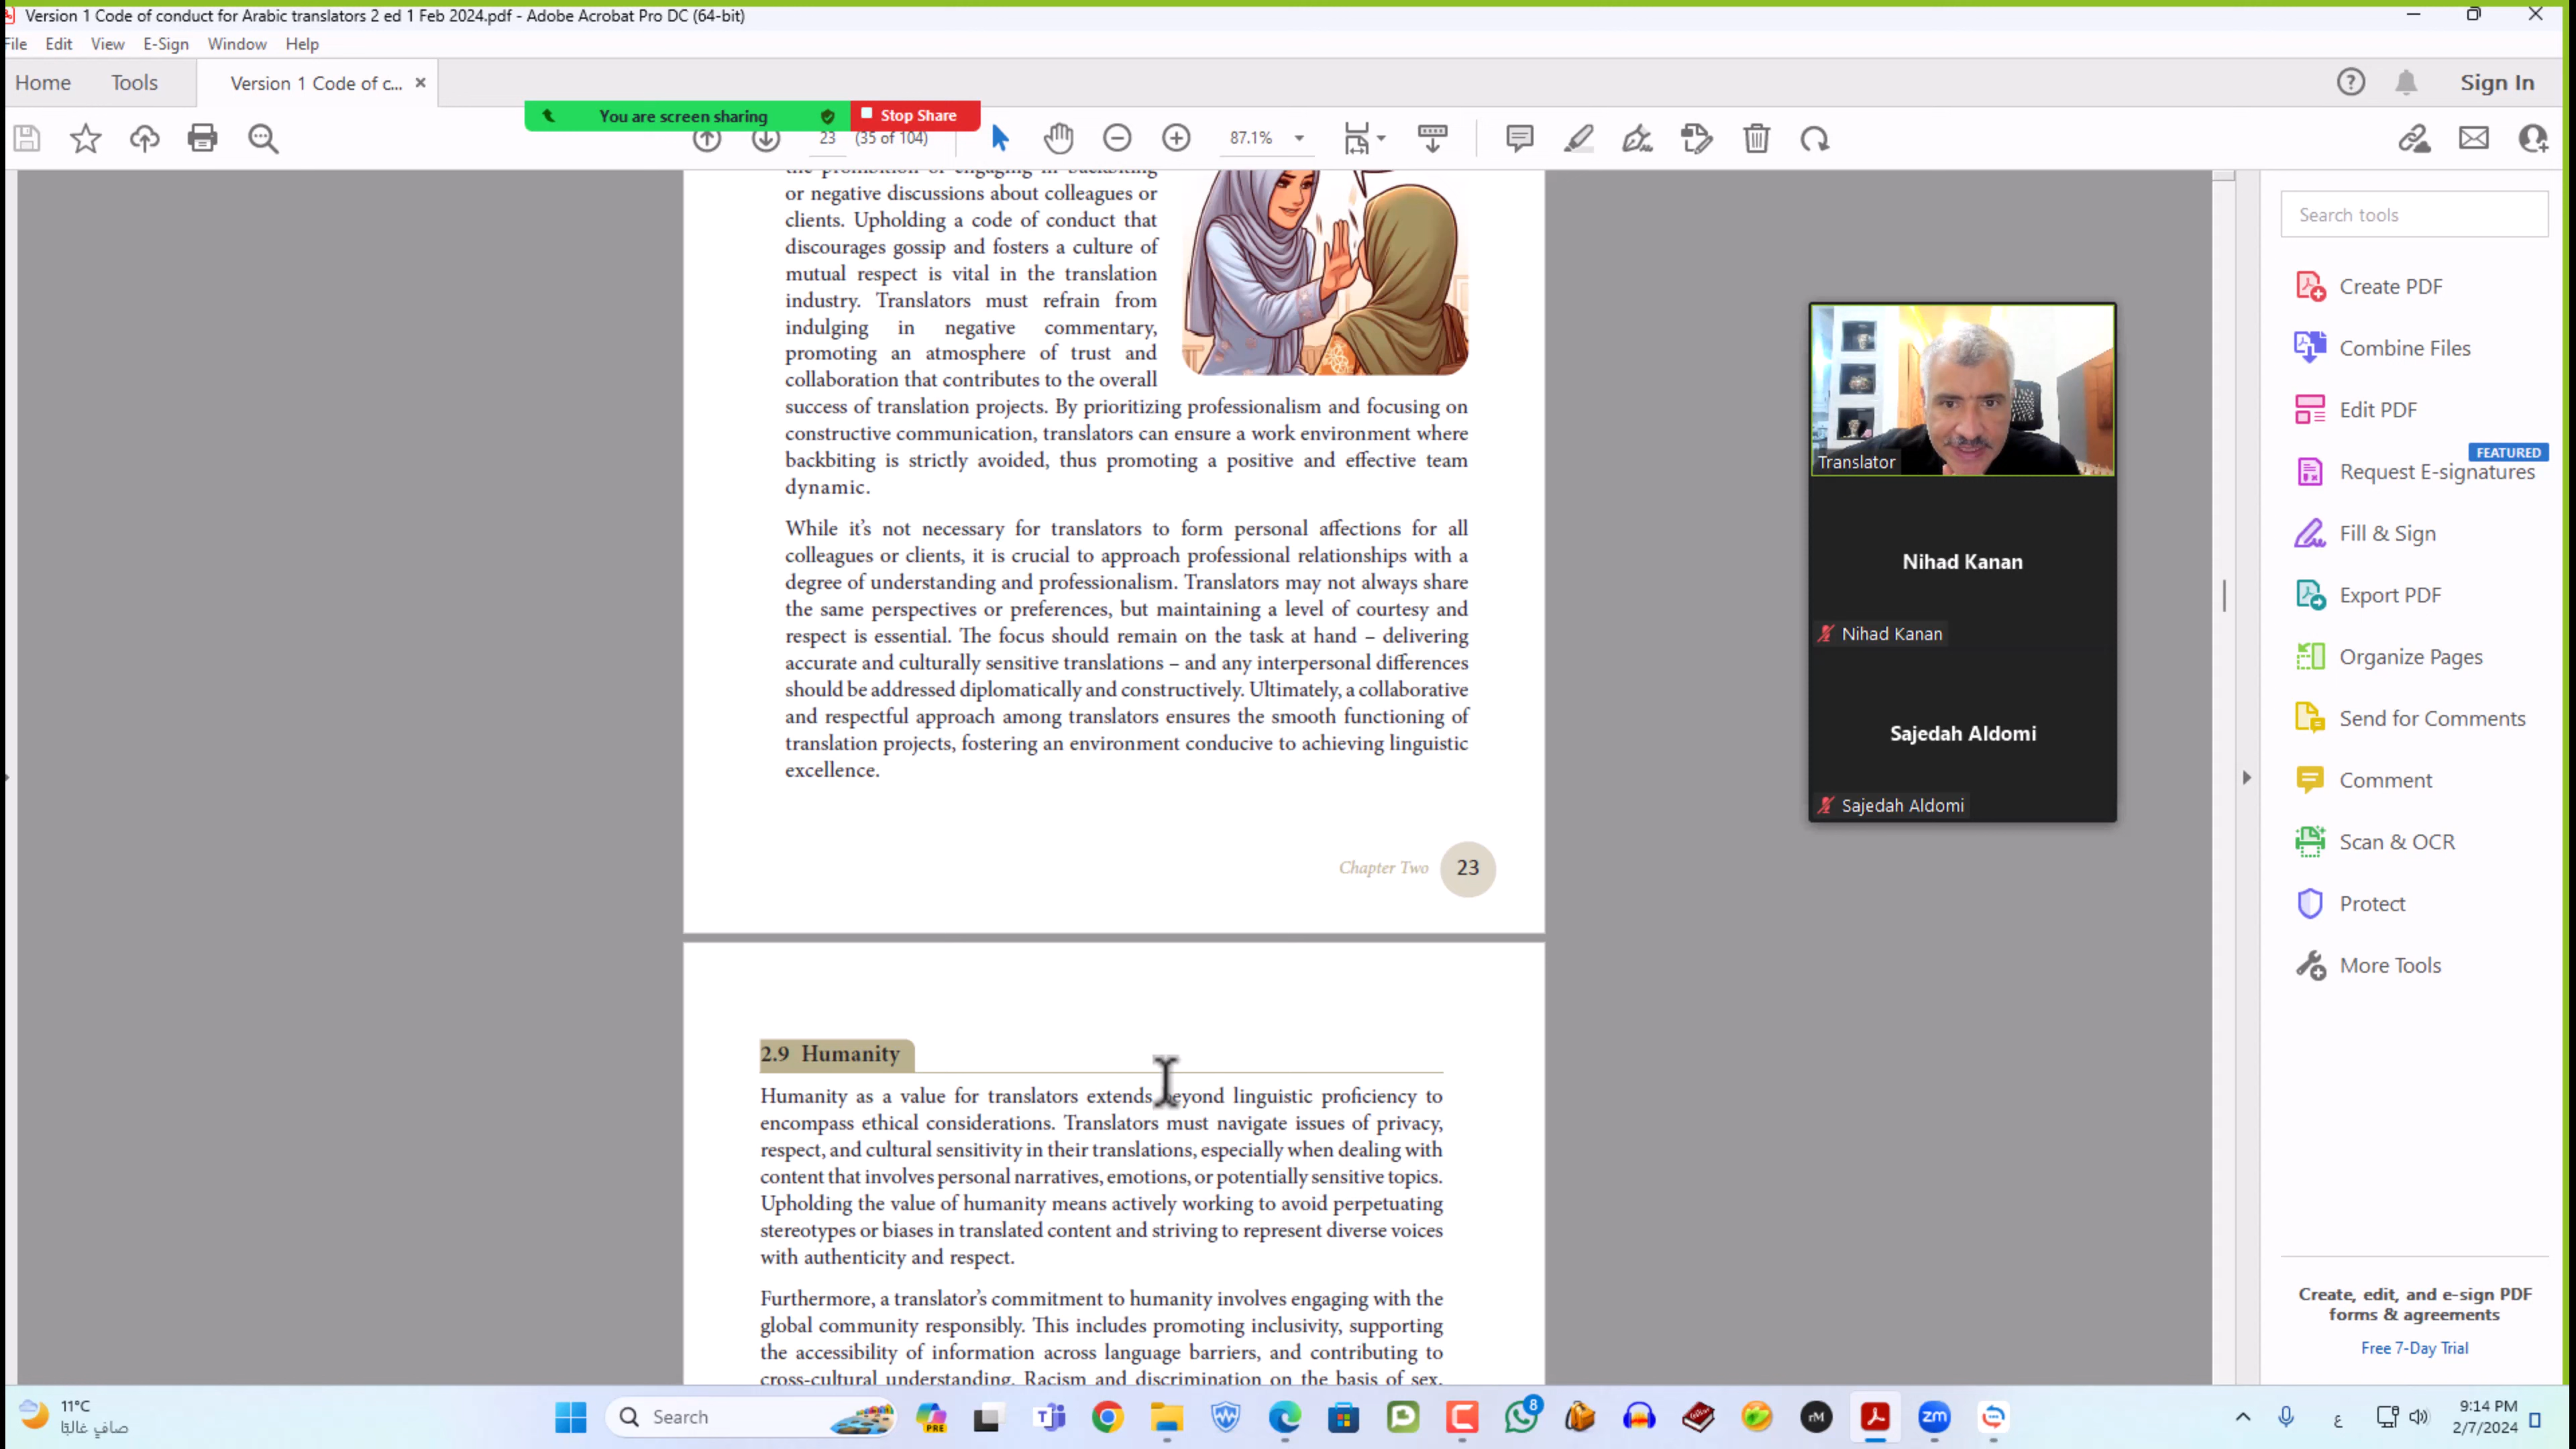 Version 1 Code of conduct for Arabic translators 2 ed 1 Feb 2024.pdf - Adobe Acrobat Pro DC (64-bit)
File Edit View E-Sign Window Help
Home Tools Version 1 Code of c... Sign In
You are screen sharing Stop Share
23 (35 of 104) 87.1%
or negative discussions about colleagues or
clients. Upholding a code of conduct that
discourages gossip and fosters a culture of
mutual respect is vital in the translation
industry. Translators must refrain from
indulging in negative commentary,
promoting an atmosphere of trust and
collaboration that contributes to the overall
success of translation projects. By prioritizing professionalism and focusing on
constructive communication, translators can ensure a work environment where
backbiting is strictly avoided, thus promoting a positive and effective team
dynamic.
While it's not necessary for translators to form personal affections for all
colleagues or clients, it is crucial to approach professional relationships with a
degree of understanding and professionalism. Translators may not always share
the same perspectives or preferences, but maintaining a level of courtesy and
respect is essential. The focus should remain on the task at hand – delivering
accurate and culturally sensitive translations – and any interpersonal differences
should be addressed diplomatically and constructively. Ultimately, a collaborative
and respectful approach among translators ensures the smooth functioning of
translation projects, fostering an environment conducive to achieving linguistic
excellence.
Chapter Two 23
2.9 Humanity
Humanity as a value for translators extends beyond linguistic proficiency to
encompass ethical considerations. Translators must navigate issues of privacy,
respect, and cultural sensitivity in their translations, especially when dealing with
content that involves personal narratives, emotions, or potentially sensitive topics.
Upholding the value of humanity means actively working to avoid perpetuating
stereotypes or biases in translated content and striving to represent diverse voices
with authenticity and respect.
Furthermore, a translator's commitment to humanity involves engaging with the
global community responsibly. This includes promoting inclusivity, supporting
the accessibility of information across language barriers, and contributing to
cross-cultural understanding. Racism and discrimination on the basis of sex,
Translator
Nihad Kanan
Nihad Kanan
Sajedah Aldomi
Sajedah Aldomi
Search tools
Create PDF
Combine Files
Edit PDF
FEATURED
Request E-signatures
Fill & Sign
Export PDF
Organize Pages
Send for Comments
Comment
Scan & OCR
Protect
More Tools
Create, edit, and e-sign PDF
forms & agreements
Free 7-Day Trial
11°C
صافٍ غالبًا
Search
PRE
8
rM
zm
ع
9:14 PM
2/7/2024